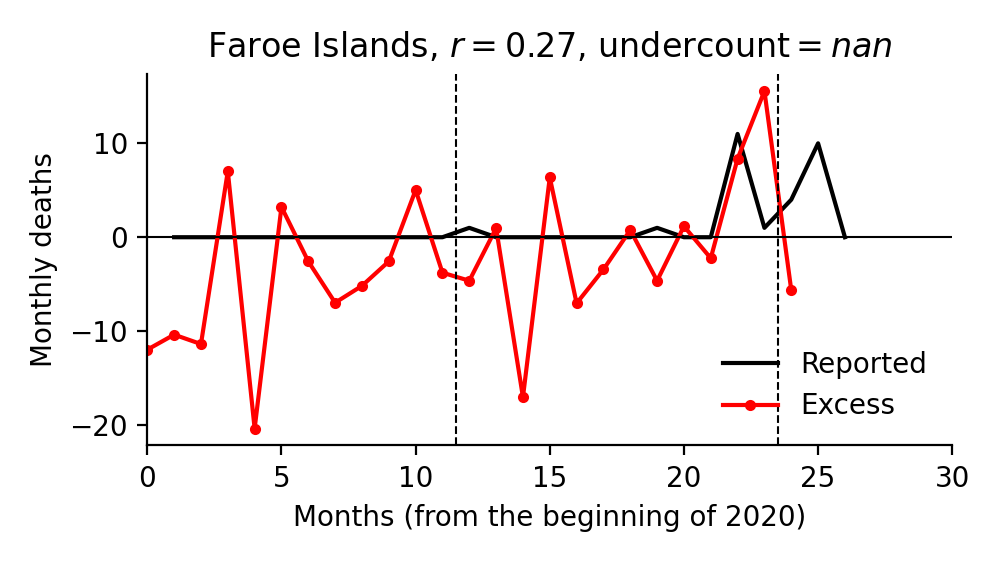 Faroe Islands, r = 0.27, undercount = nan
Monthly deaths
10
0
−10
−20
Reported
Excess
0 5 10 15 20 25 30
Months (from the beginning of 2020)